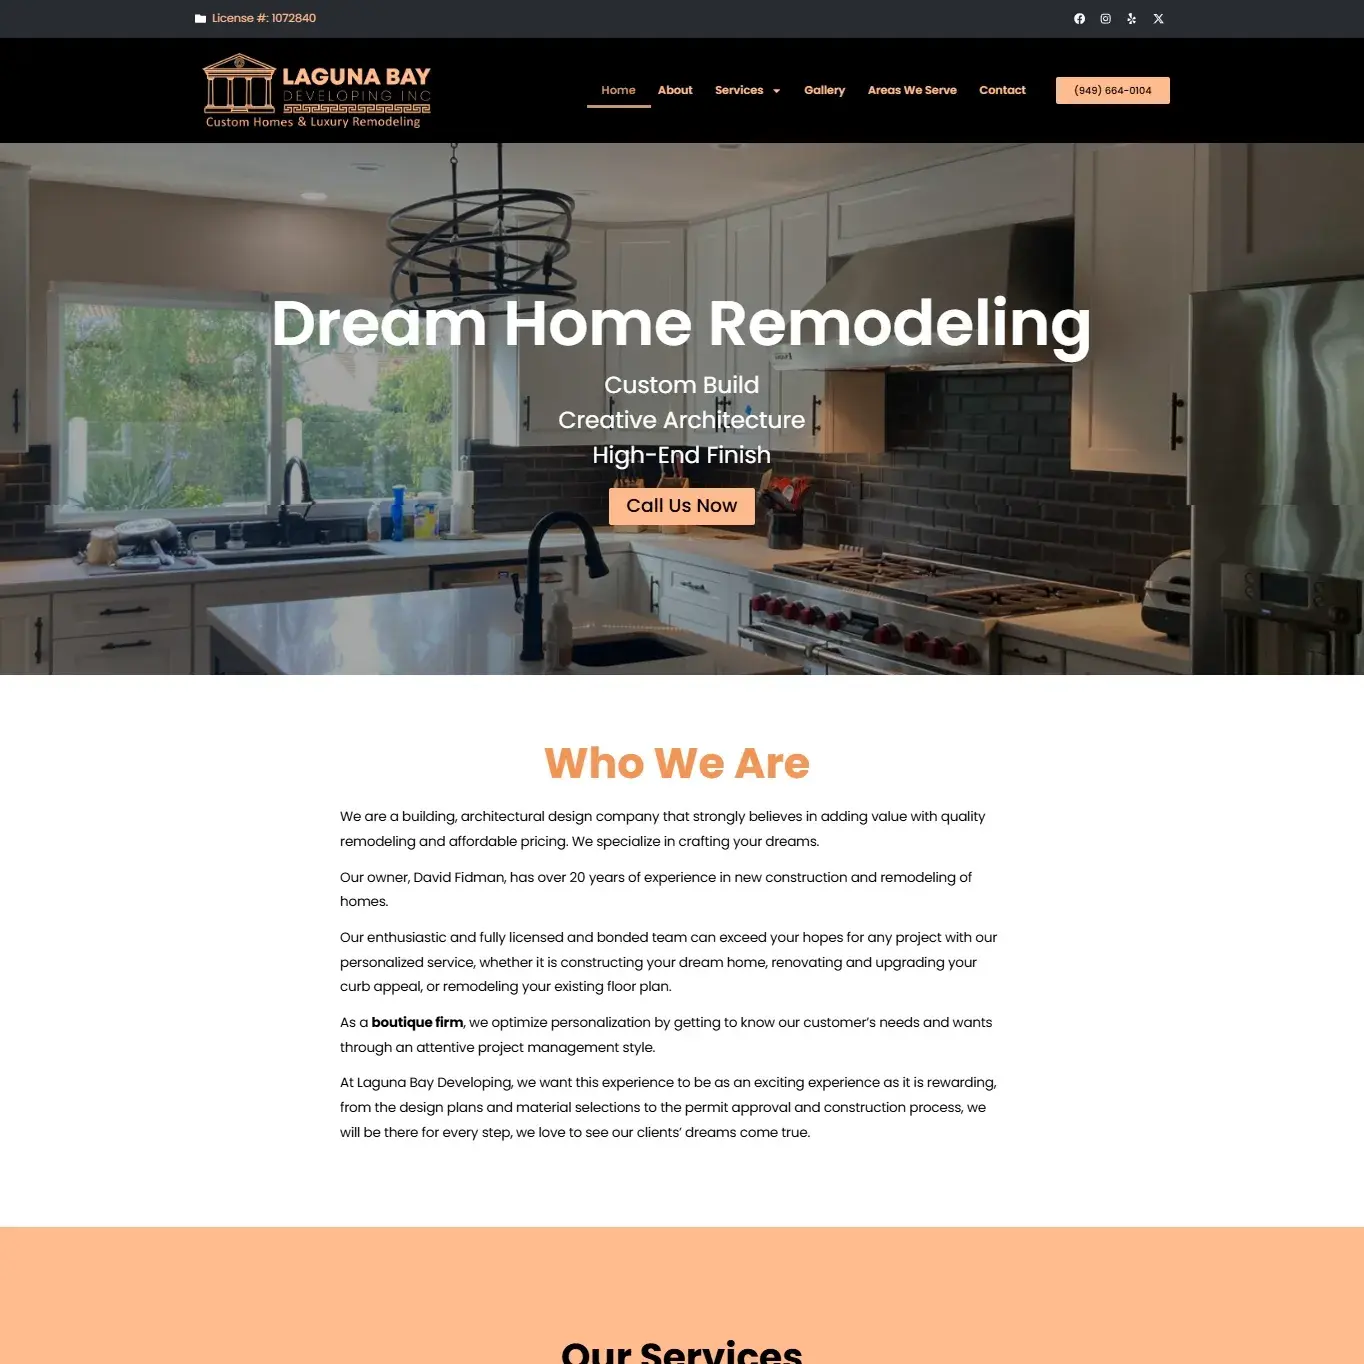 License #: 1072840
LAGUNA BAY
DEVELOPING INC
Custom Homes & Luxury Remodeling
Home About Services Gallery Areas We Serve Contact (949) 664-0104
Dream Home Remodeling
Custom Build
Creative Architecture
High-End Finish
Call Us Now
Who We Are
We are a building, architectural design company that strongly believes in adding value with quality
remodeling and affordable pricing. We specialize in crafting your dreams.
Our owner, David Fidman, has over 20 years of experience in new construction and remodeling of
homes.
Our enthusiastic and fully licensed and bonded team can exceed your hopes for any project with our
personalized service, whether it is constructing your dream home, renovating and upgrading your
curb appeal, or remodeling your existing floor plan.
As a boutique firm, we optimize personalization by getting to know our customer’s needs and wants
through an attentive project management style.
At Laguna Bay Developing, we want this experience to be as an exciting experience as it is rewarding,
from the design plans and material selections to the permit approval and construction process, we
will be there for every step, we love to see our clients’ dreams come true.
Our Services